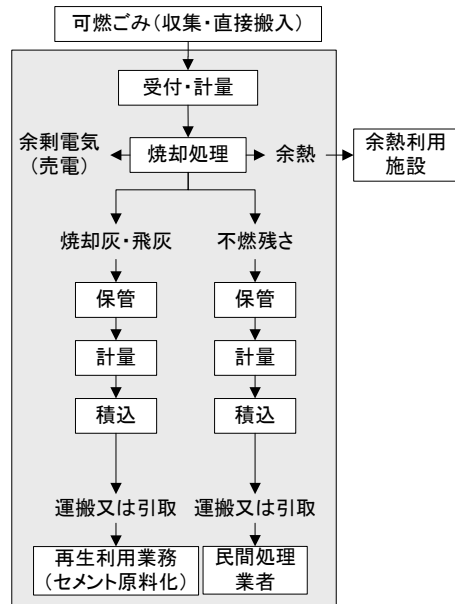 可燃ごみ(収集・直接搬入)
受付・計量
余剰電気
(売電)
焼却処理
余熱
余熱利用
施設
焼却灰・飛灰
不燃残さ
保管
保管
計量
計量
積込
積込
運搬又は引取
運搬又は引取
再生利用業務
(セメント原料化)
民間処理
業者